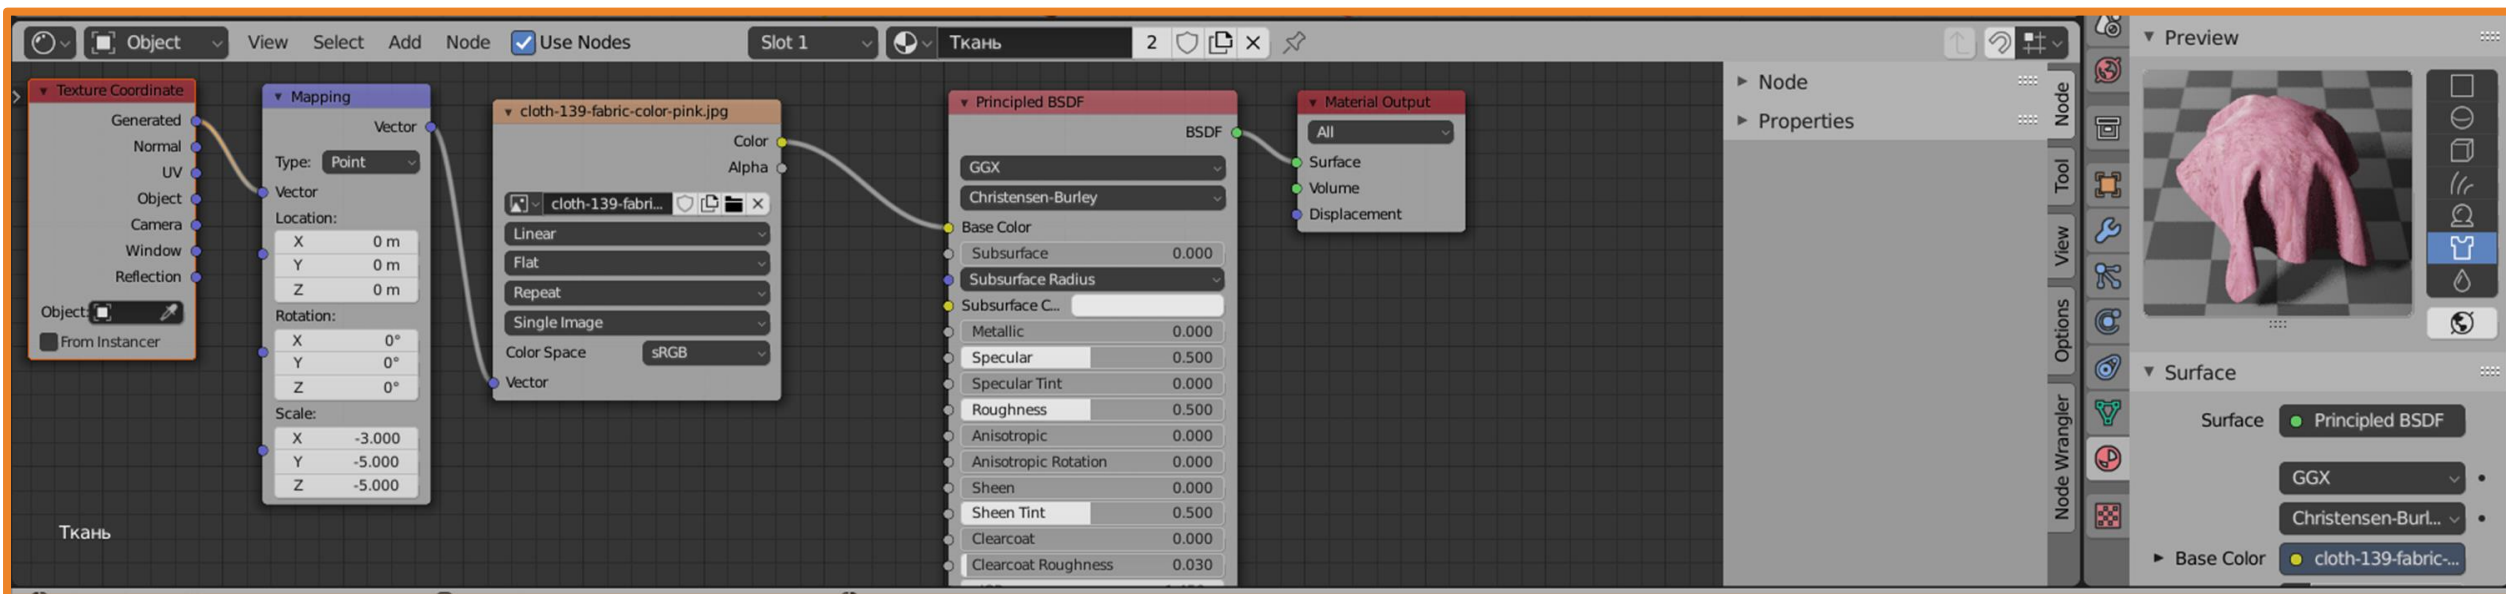 Object View Select Add Node Use Nodes Slot 1 Ткань 2
Texture Coordinate
Generated
Normal
UV
Object
Camera
Window
Reflection
Object:
From Instancer
Mapping
Vector
Type: Point
Vector
Location:
X 0 m
Y 0 m
Z 0 m
Rotation:
X 0°
Y 0°
Z 0°
Scale:
X -3.000
Y -5.000
Z -5.000
cloth-139-fabric-color-pink.jpg
Color
Alpha
cloth-139-fabri...
Linear
Flat
Repeat
Single Image
Color Space sRGB
Vector
Principled BSDF
BSDF
GGX
Christensen-Burley
Base Color
Subsurface 0.000
Subsurface Radius
Subsurface C...
Metallic 0.000
Specular 0.500
Specular Tint 0.000
Roughness 0.500
Anisotropic 0.000
Anisotropic Rotation 0.000
Sheen 0.000
Sheen Tint 0.500
Clearcoat 0.000
Clearcoat Roughness 0.030
Material Output
All
Surface
Volume
Displacement
Ткань
Node
Properties
Node
Tool
View
Options
Node Wrangler
Preview
Surface
Surface Principled BSDF
GGX
Christensen-Burl...
Base Color cloth-139-fabric-...